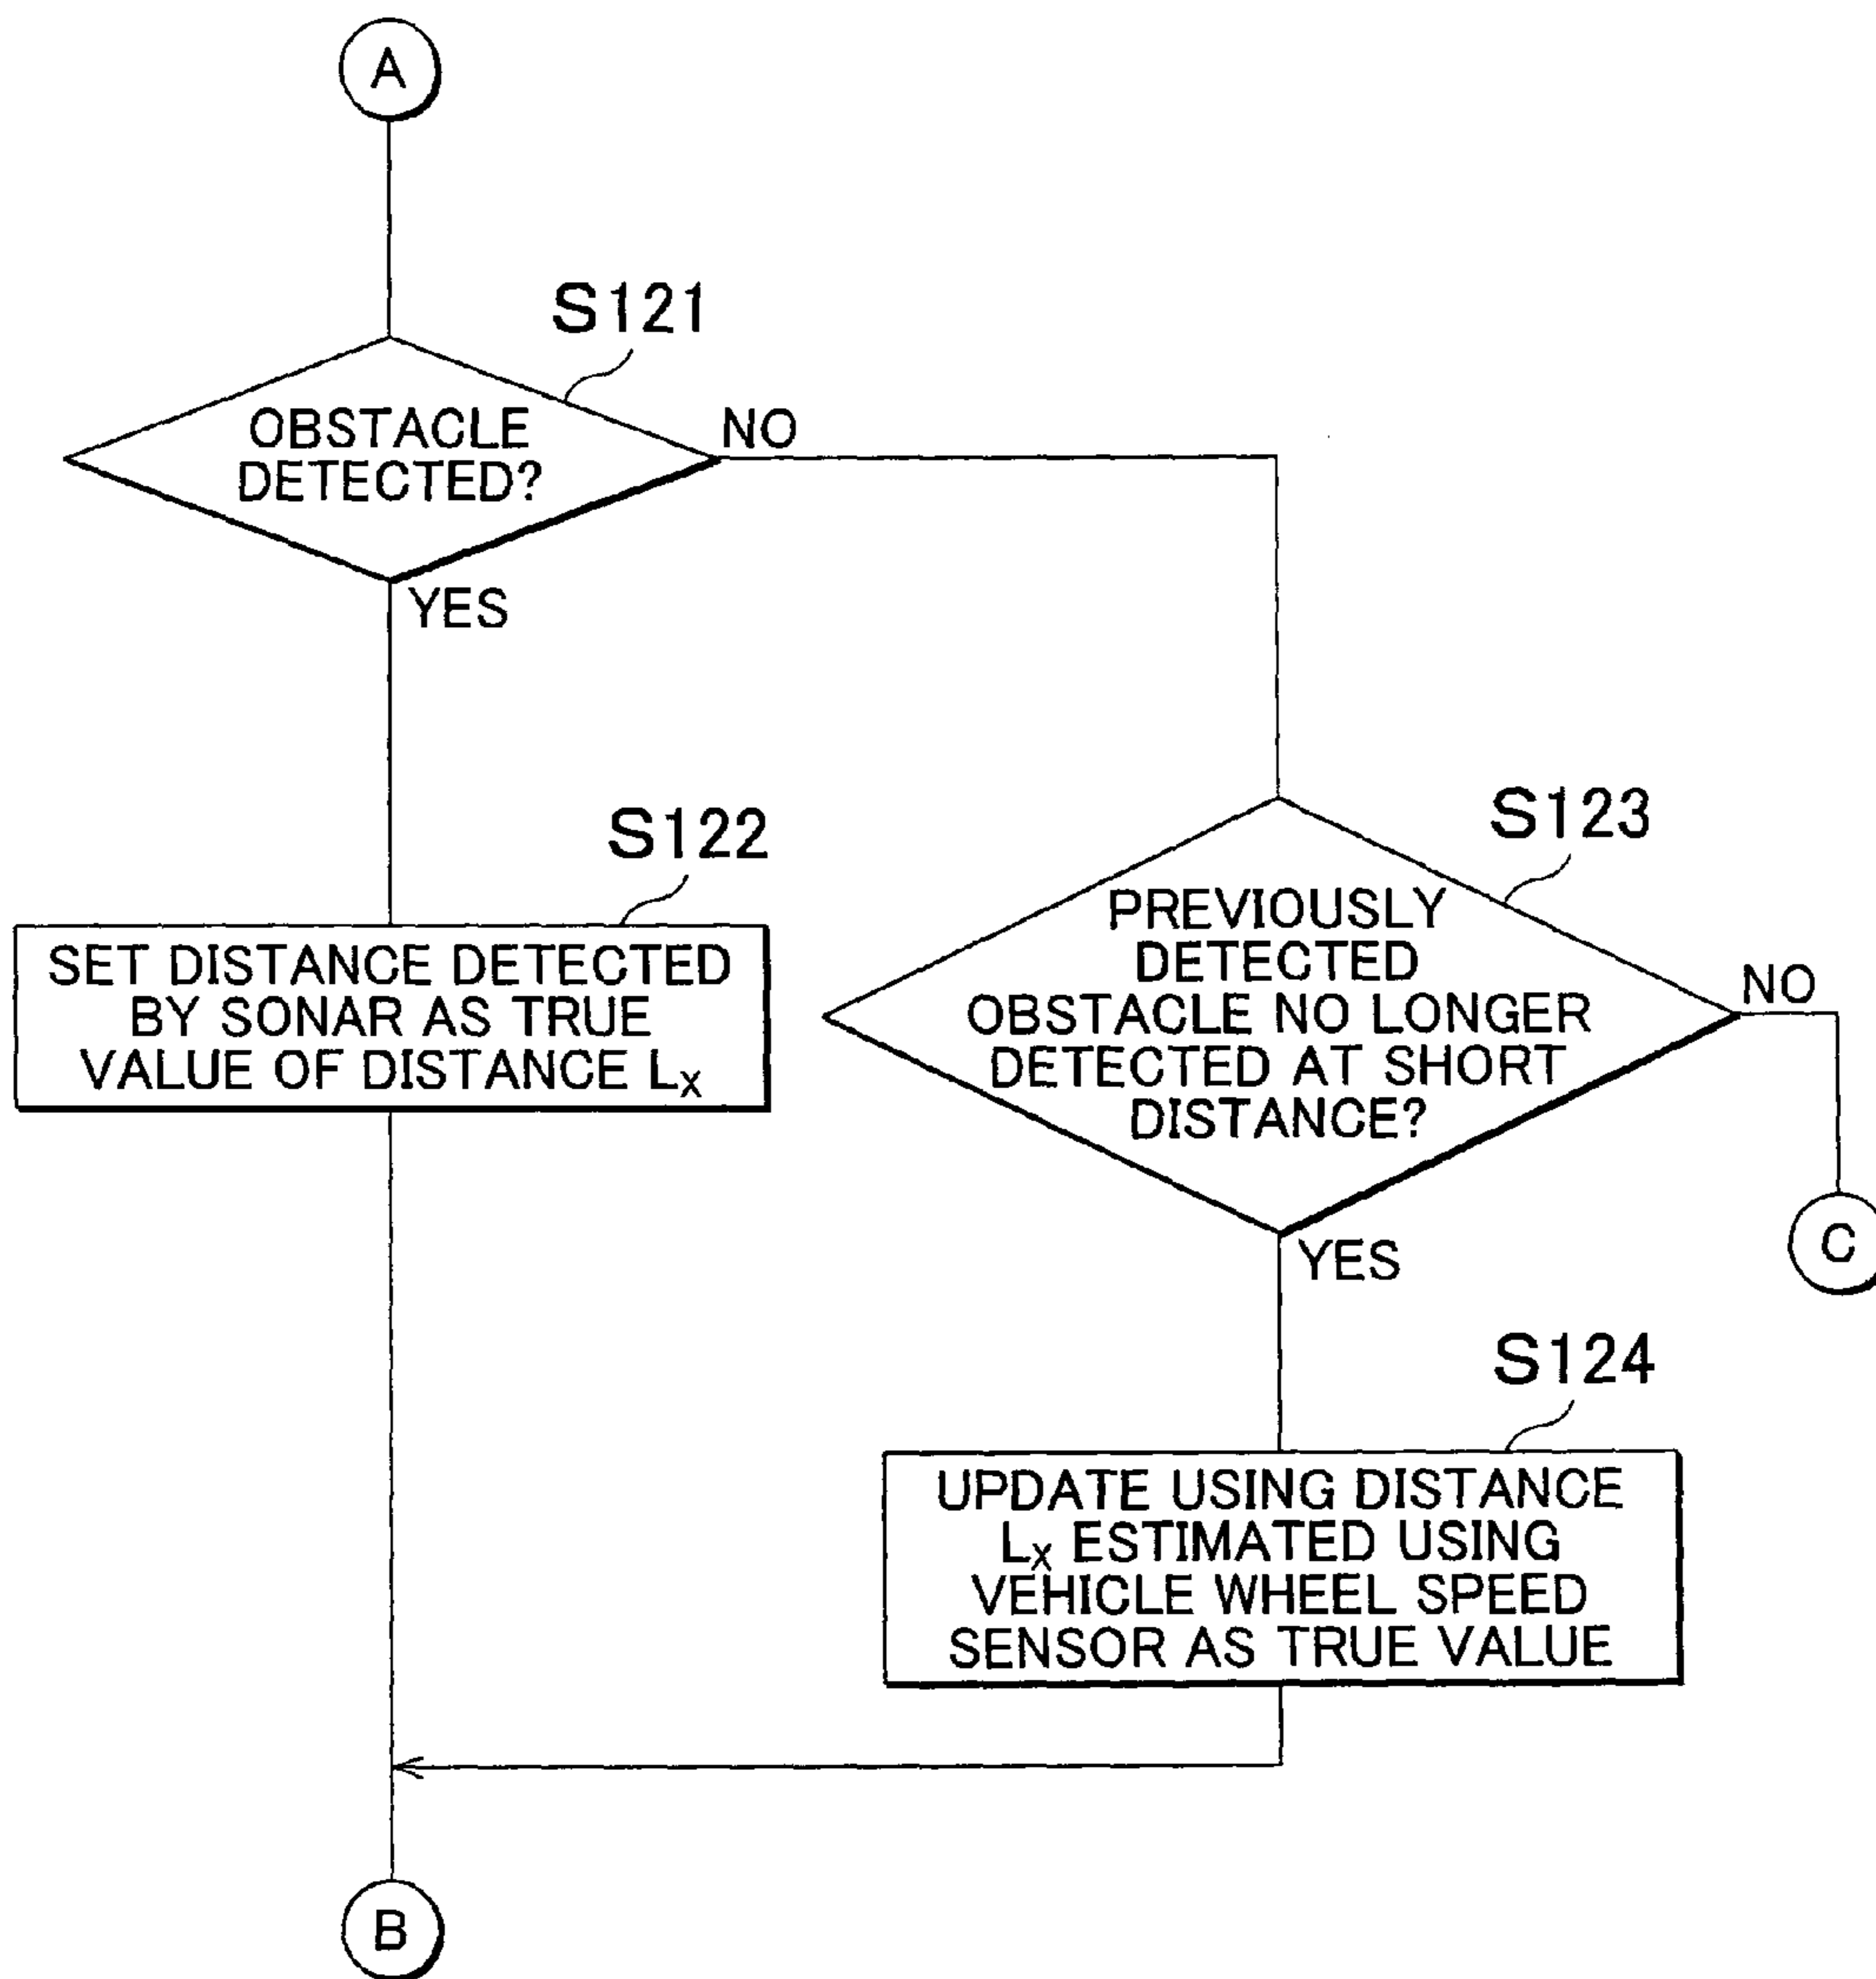 A
S121
OBSTACLE
DETECTED?
NO
YES
S122
SET DISTANCE DETECTED
BY SONAR AS TRUE
VALUE OF DISTANCE LX
S123
PREVIOUSLY
DETECTED
OBSTACLE NO LONGER
DETECTED AT SHORT
DISTANCE?
NO
C
YES
S124
UPDATE USING DISTANCE
LX ESTIMATED USING
VEHICLE WHEEL SPEED
SENSOR AS TRUE VALUE
B